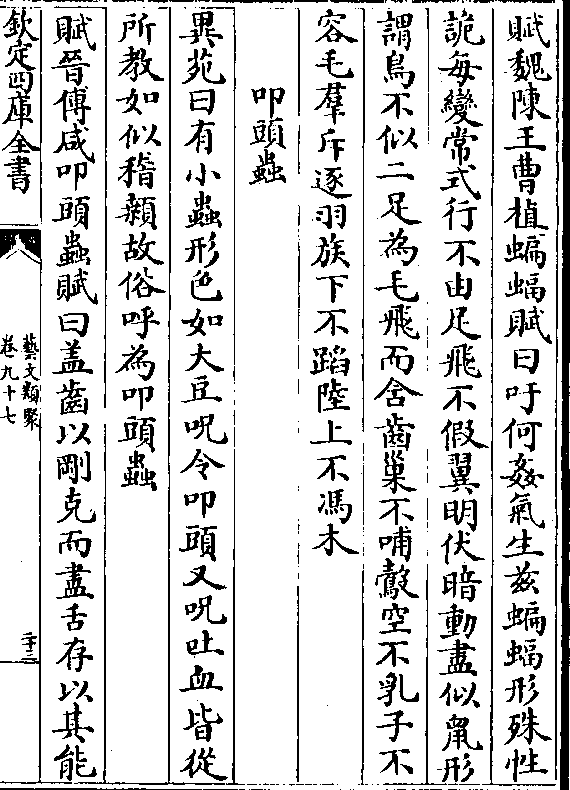 賦魏陳王曹植蝙蝠賦曰吁何姦氣生兹蝙蝠形殊性
詭每變常式行不由足飛不假翼明伏暗動盡似鼠形
謂鳥不似二足為毛飛而含齒巢不哺鷇空不乳子不
容毛羣斥逐羽族下不蹈陸上不馮木
叩頭蟲
異苑曰有小蟲形色如大豆呪令叩頭又呪吐血皆從
所教如似稽顙故俗呼為叩頭蟲
賦晉傅咸叩頭蟲賦曰盖齒以剛克而盡舌存以其能
欽定四庫全書
藝文類聚
卷九十七
二十三